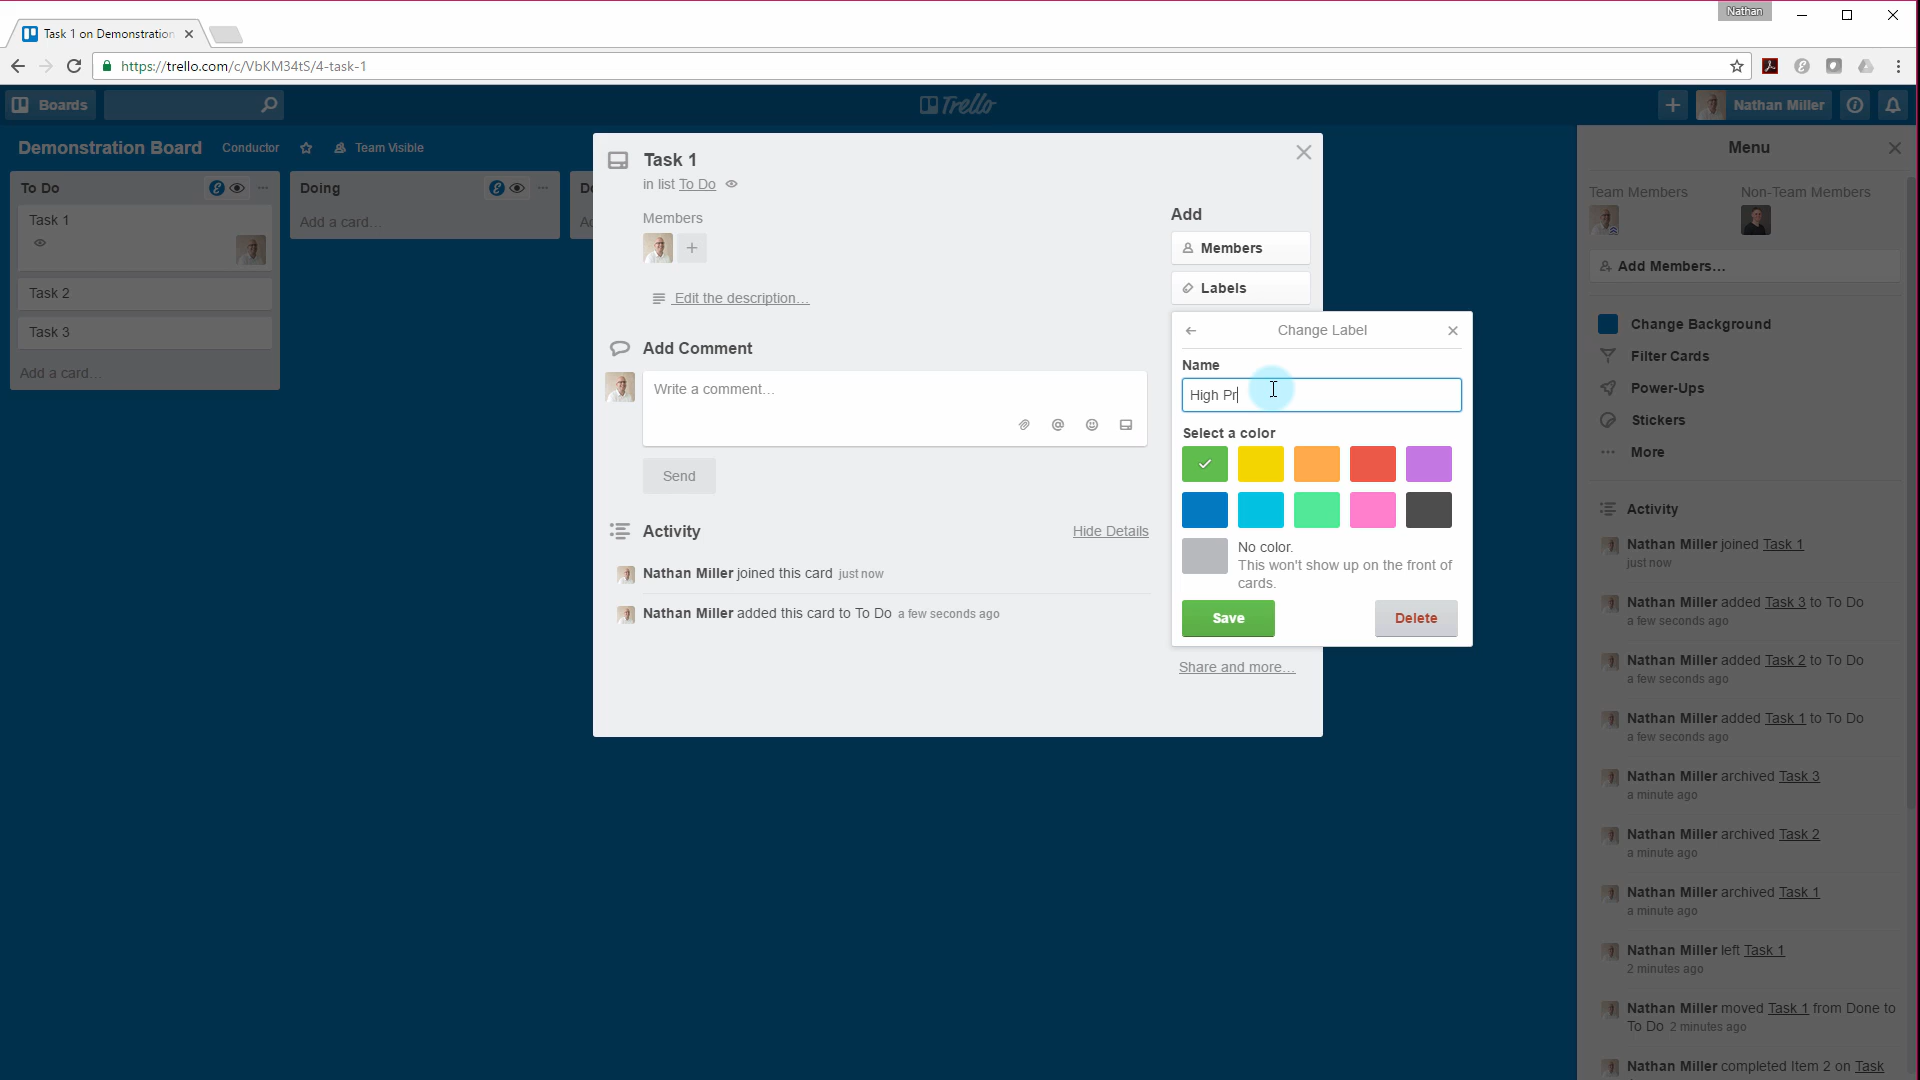 Nathan
Task 1 on Demonstration
https://trello.com/c/VbKM34tS/4-task-1
Boards
Trello
Nathan Miller
Demonstration Board
Conductor
Team Visible
To Do
Task 1
Task 2
Task 3
Add a card…
Doing
Add a card…
Task 1
in list To Do
Members
Edit the description…
Add Comment
Write a comment…
Send
Activity
Hide Details
Nathan Miller joined this card just now
Nathan Miller added this card to To Do a few seconds ago
Add
Members
Labels
Change Label
Name
High Pr
Select a color
No color.
This won't show up on the front of
cards.
Save
Delete
Share and more…
Menu
Team Members
Non-Team Members
Add Members…
Change Background
Filter Cards
Power-Ups
Stickers
More
Activity
Nathan Miller joined Task 1
just now
Nathan Miller added Task 3 to To Do
a few seconds ago
Nathan Miller added Task 2 to To Do
a few seconds ago
Nathan Miller added Task 1 to To Do
a few seconds ago
Nathan Miller archived Task 3
a minute ago
Nathan Miller archived Task 2
a minute ago
Nathan Miller archived Task 1
a minute ago
Nathan Miller left Task 1
2 minutes ago
Nathan Miller moved Task 1 from Done to
To Do 2 minutes ago
Nathan Miller completed Item 2 on Task